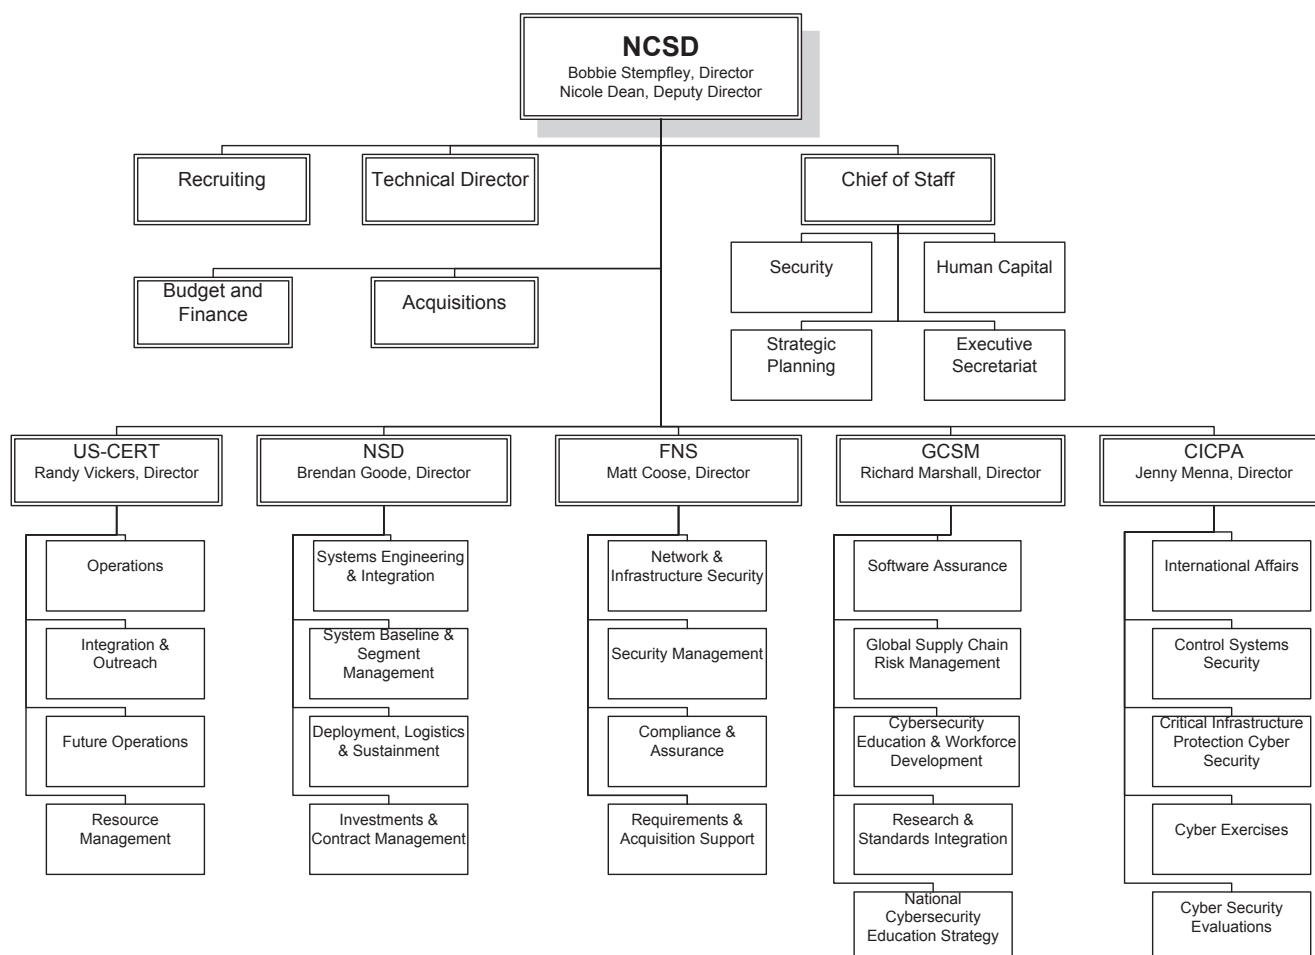 NCSD
Bobbie Stempfley, Director
Nicole Dean, Deputy Director
Recruiting
Technical Director
Chief of Staff
Security
Human Capital
Budget and
Finance
Acquisitions
Strategic
Planning
Executive
Secretariat
US-CERT
Randy Vickers, Director
NSD
Brendan Goode, Director
FNS
Matt Coose, Director
GCSM
Richard Marshall, Director
CICPA
Jenny Menna, Director
Operations
Integration &
Outreach
Future Operations
Resource
Management
Systems Engineering
& Integration
System Baseline &
Segment
Management
Deployment, Logistics
& Sustainment
Investments &
Contract Management
Network &
Infrastructure Security
Security Management
Compliance &
Assurance
Requirements &
Acquisition Support
Software Assurance
Global Supply Chain
Risk Management
Cybersecurity
Education & Workforce
Development
Research &
Standards Integration
National
Cybersecurity
Education Strategy
International Affairs
Control Systems
Security
Critical Infrastructure
Protection Cyber
Security
Cyber Exercises
Cyber Security
Evaluations